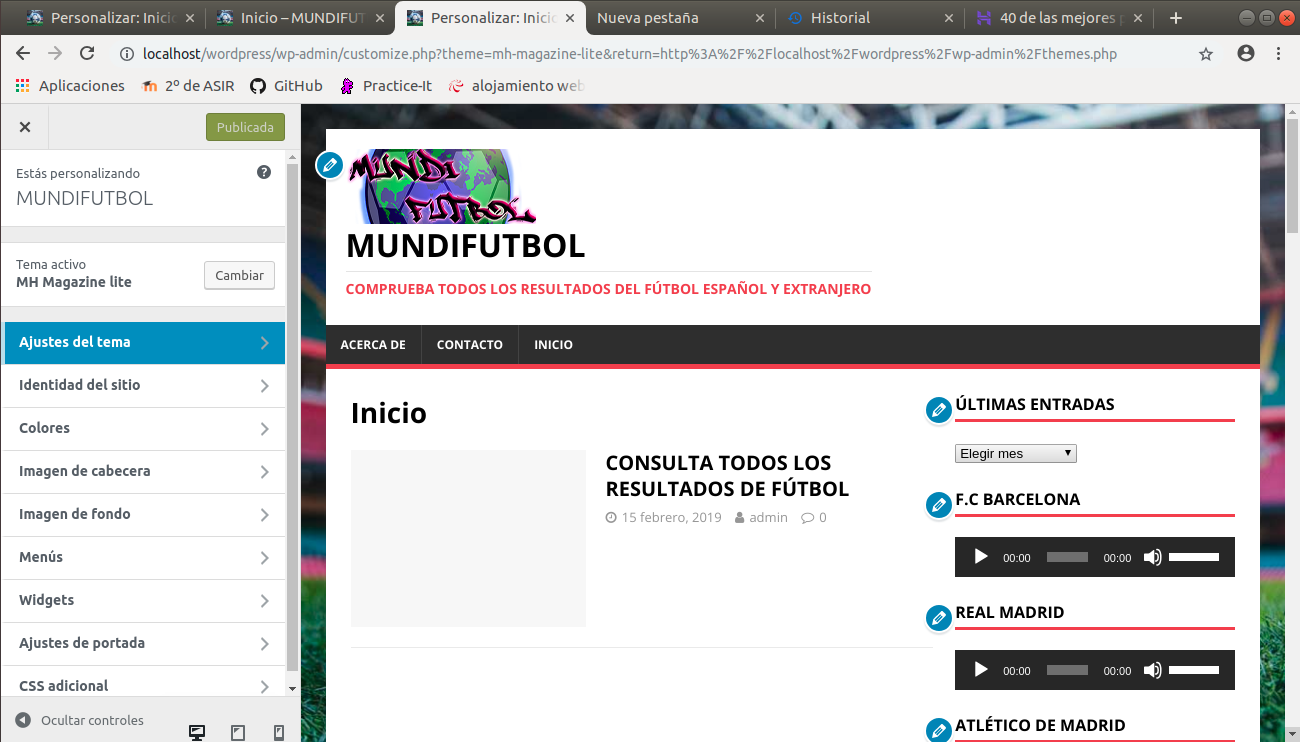 Personalizar: Inicio
Inicio – MUNDIFUT
Personalizar: Inicio
Nueva pestaña
Historial
40 de las mejores p
localhost/wordpress/wp-admin/customize.php?theme=mh-magazine-lite&return=http%3A%2F%2Flocalhost%2Fwordpress%2Fwp-admin%2Fthemes.php
Aplicaciones
2º de ASIR
GitHub
Practice-It
alojamiento web
Publicada
Estás personalizando
MUNDIFUTBOL
Tema activo
MH Magazine lite
Cambiar
Ajustes del tema
Identidad del sitio
Colores
Imagen de cabecera
Imagen de fondo
Menús
Widgets
Ajustes de portada
CSS adicional
Ocultar controles
MUNDI
FUTBOL
MUNDIFUTBOL
COMPRUEBA TODOS LOS RESULTADOS DEL FÚTBOL ESPAÑOL Y EXTRANJERO
ACERCA DE
CONTACTO
INICIO
Inicio
CONSULTA TODOS LOS
RESULTADOS DE FÚTBOL
15 febrero, 2019 admin 0
ÚLTIMAS ENTRADAS
Elegir mes
F.C BARCELONA
00:00 00:00
REAL MADRID
00:00 00:00
ATLÉTICO DE MADRID